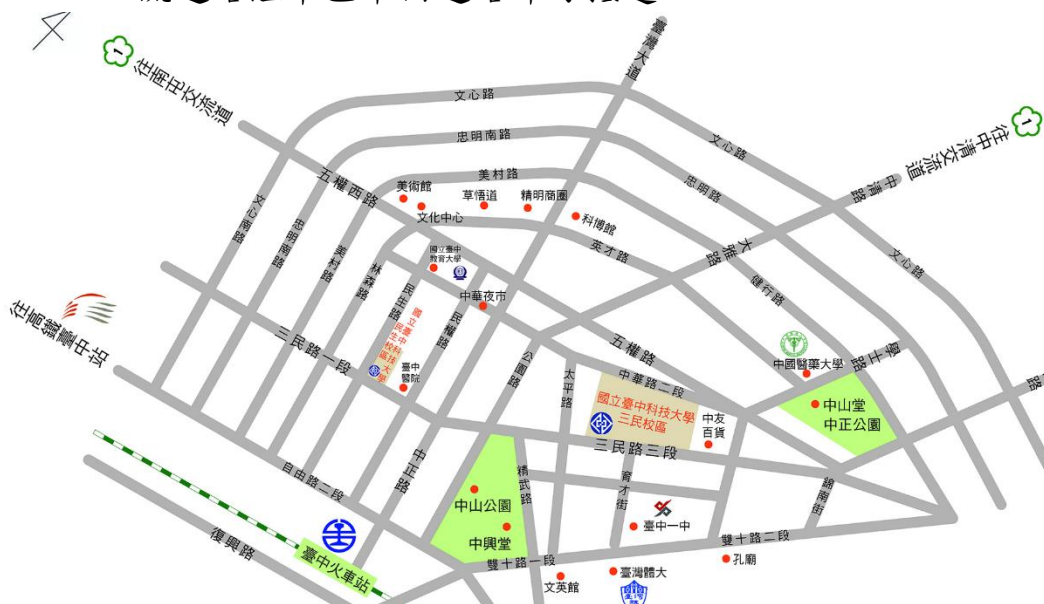 臺灣大道
1
往南屯交流道
文心路
1
往中清交流道
忠明南路
文心路
中清路
五權西路
美村路
忠明路
美術館
草悟道
精明商圈
文化中心
科博館
文心南路
忠明南路
美村路
林森路
國立臺中
教育大學
英才路
大雅路
文心路
健行路
民生路
中華夜市
民權路
往高鐵臺中站
國立臺中科技大學
民生校區
三民路一段
臺中
醫院
公園路
五權路
學士路
中國醫藥大學
太平路
中華路二段
國立臺中科技大學
三民校區
中友
百貨
中山堂
中正公園
三民路三段
中正路
自由路二段
精武路
育才街
錦南街
中山公園
臺中一中
中興堂
雙十路二段
復興路
臺中火車站
雙十路一段
孔廟
文英館
臺灣體大